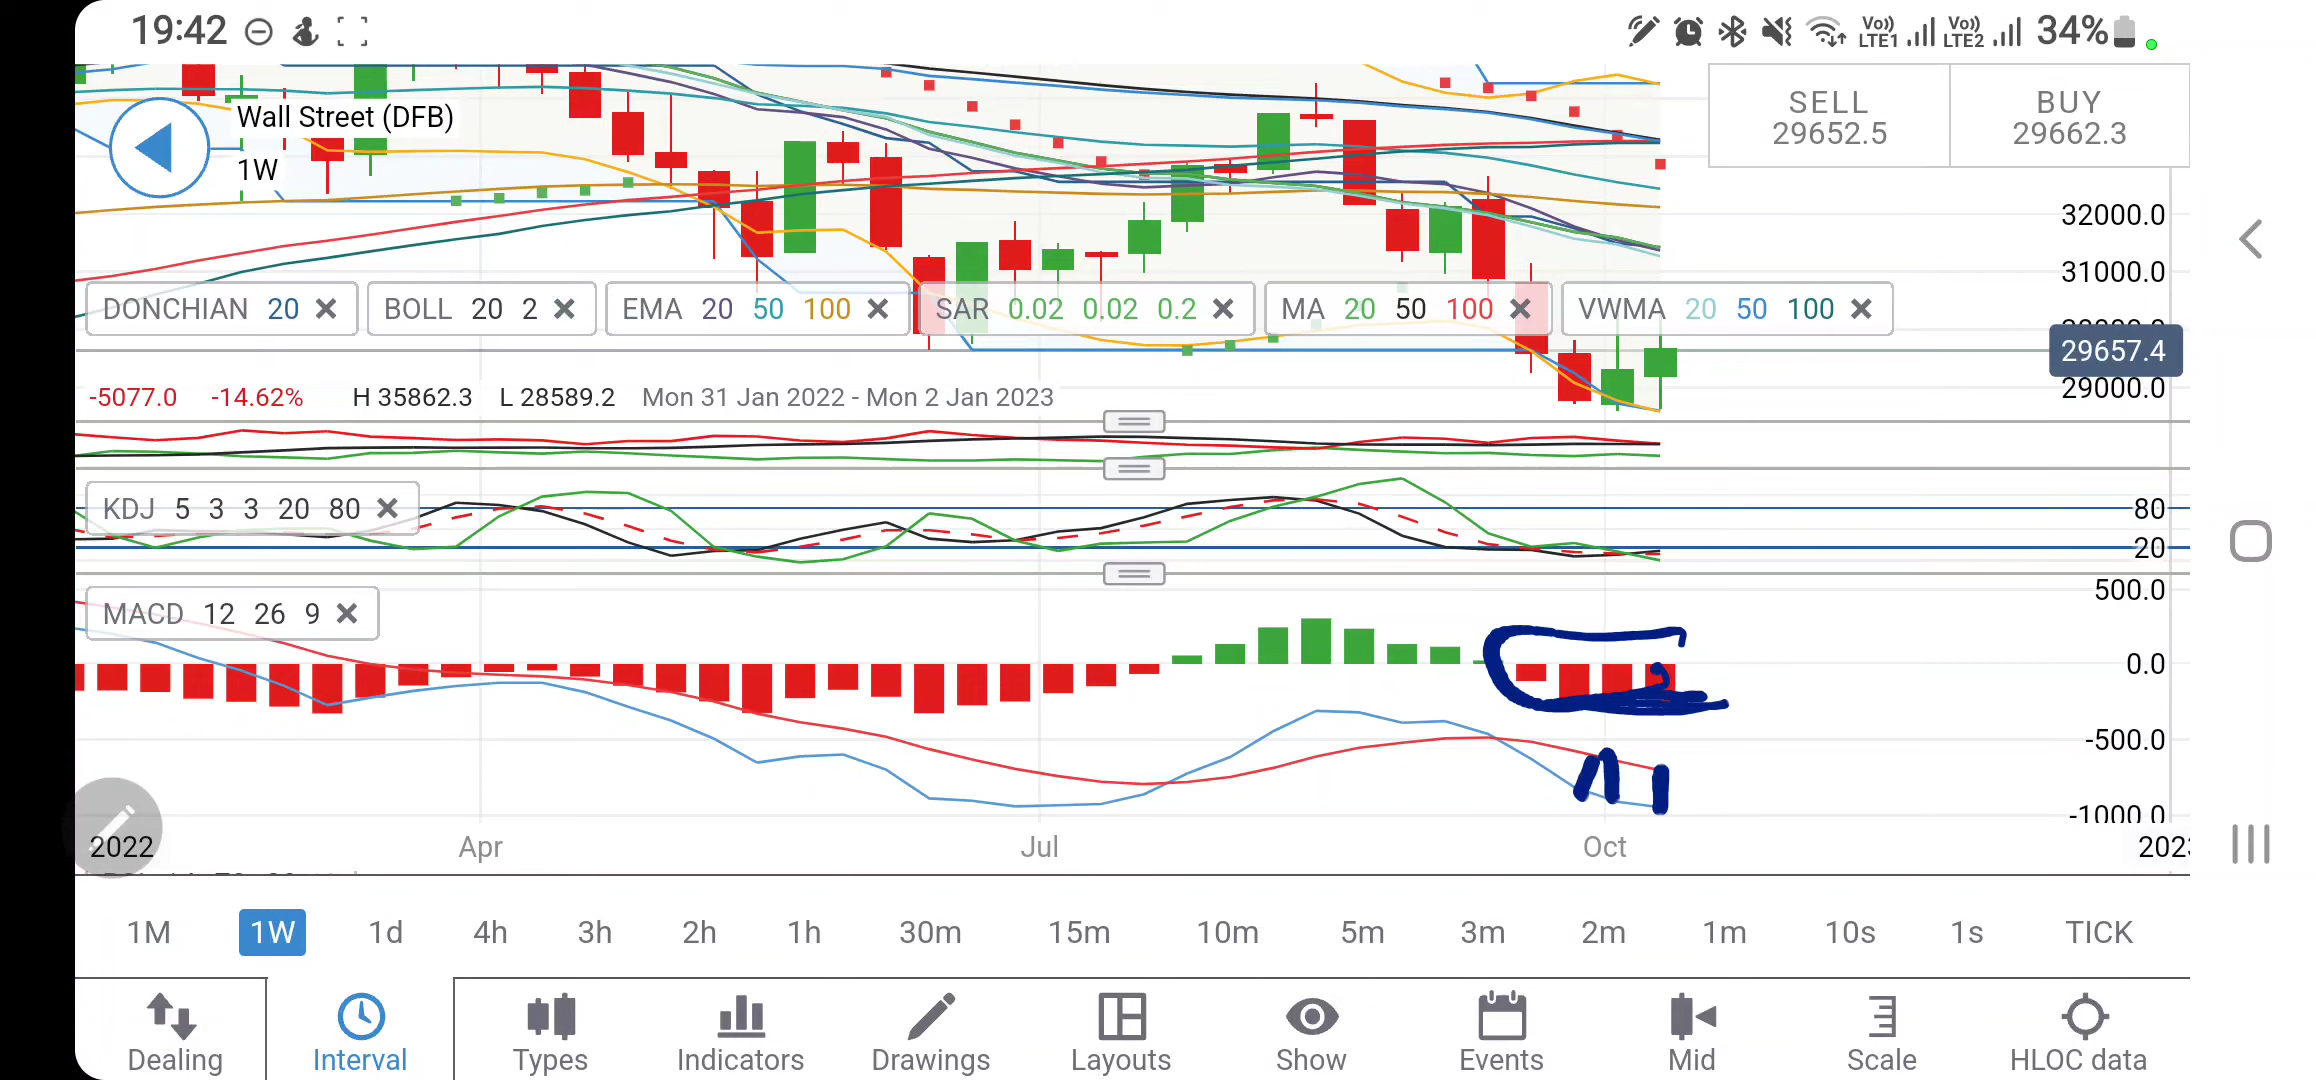 19:42 Vo)) LTE1 Vo)) LTE2 34%
Wall Street (DFB)
1W
SELL BUY
29652.5 29662.3
32000.0
31000.0
DONCHIAN 20 BOLL 20 2 EMA 20 50 100 SAR 0.02 0.02 0.2 MA 20 50 100 VWMA 20 50 100
29657.4
29000.0
-5077.0 -14.62% H 35862.3 L 28589.2 Mon 31 Jan 2022 - Mon 2 Jan 2023
KDJ 5 3 3 20 80
80
20
MACD 12 26 9
500.0
0.0
-500.0
-1000.0
2022 Apr Jul Oct
1M 1W 1d 4h 3h 2h 1h 30m 15m 10m 5m 3m 2m 1m 10s 1s TICK
Dealing Interval Types Indicators Drawings Layouts Show Events Mid Scale HLOC data